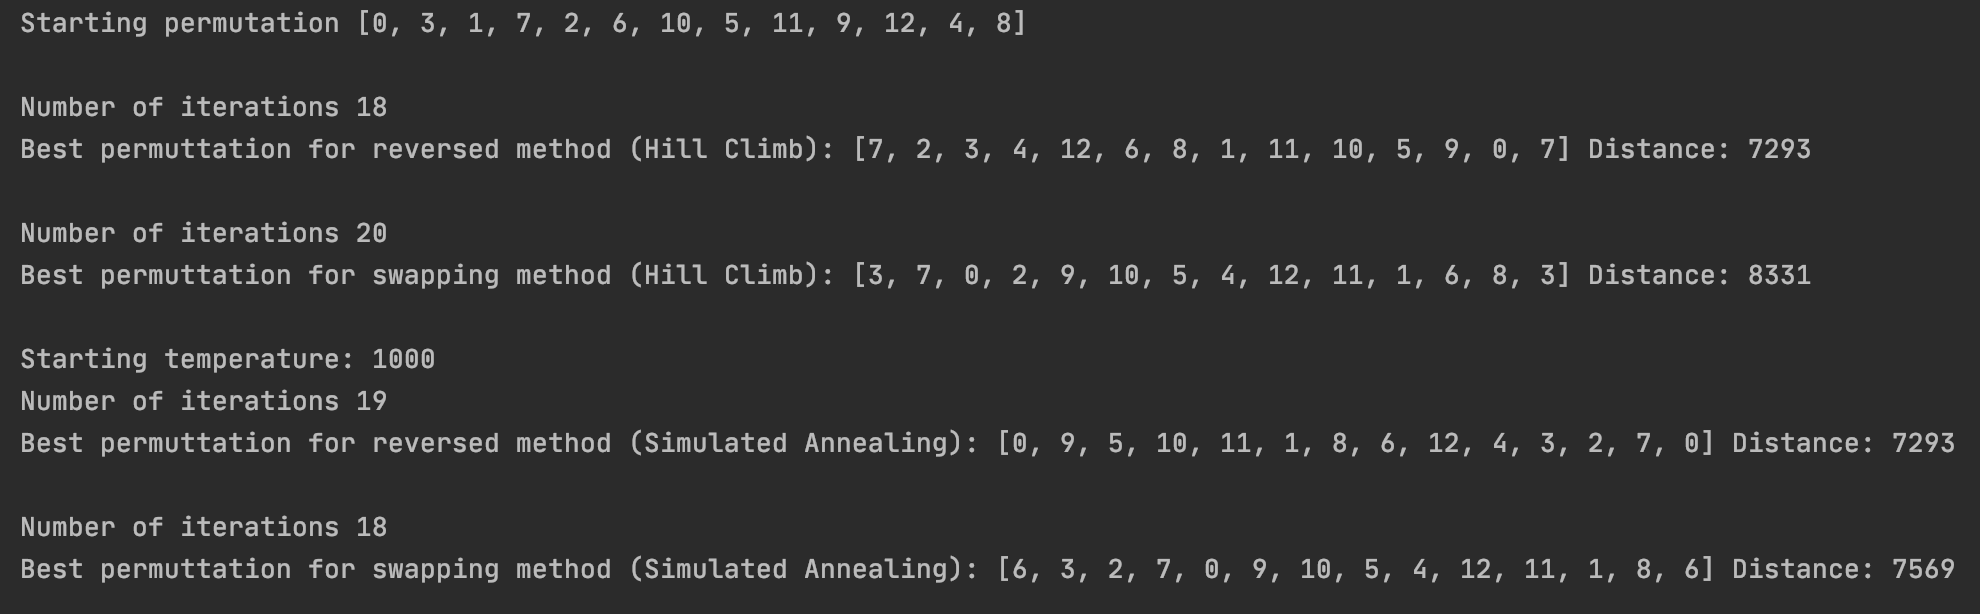 Starting permutation [0, 3, 1, 7, 2, 6, 10, 5, 11, 9, 12, 4, 8]
Number of iterations 18
Best permuttation for reversed method (Hill Climb): [7, 2, 3, 4, 12, 6, 8, 1, 11, 10, 5, 9, 0, 7] Distance: 7293
Number of iterations 20
Best permuttation for swapping method (Hill Climb): [3, 7, 0, 2, 9, 10, 5, 4, 12, 11, 1, 6, 8, 3] Distance: 8331
Starting temperature: 1000
Number of iterations 19
Best permuttation for reversed method (Simulated Annealing): [0, 9, 5, 10, 11, 1, 8, 6, 12, 4, 3, 2, 7, 0] Distance: 7293
Number of iterations 18
Best permuttation for swapping method (Simulated Annealing): [6, 3, 2, 7, 0, 9, 10, 5, 4, 12, 11, 1, 8, 6] Distance: 7569